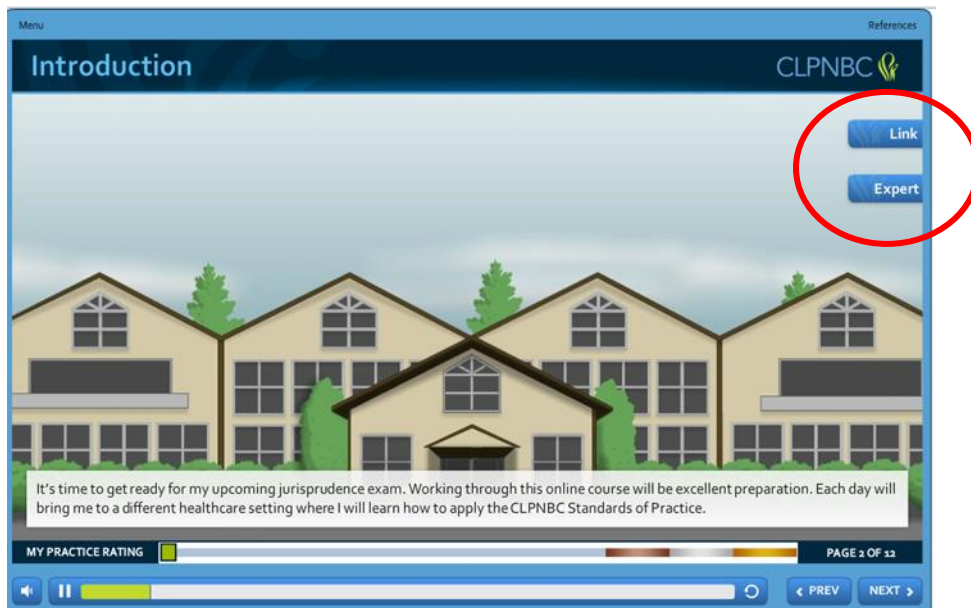 Menu
References
Introduction
CLPNBC
Link
Expert
It's time to get ready for my upcoming jurisprudence exam. Working through this online course will be excellent preparation. Each day will
bring me to a different healthcare setting where I will learn how to apply the CLPNBC Standards of Practice.
MY PRACTICE RATING
PAGE 2 OF 12
PREV
NEXT